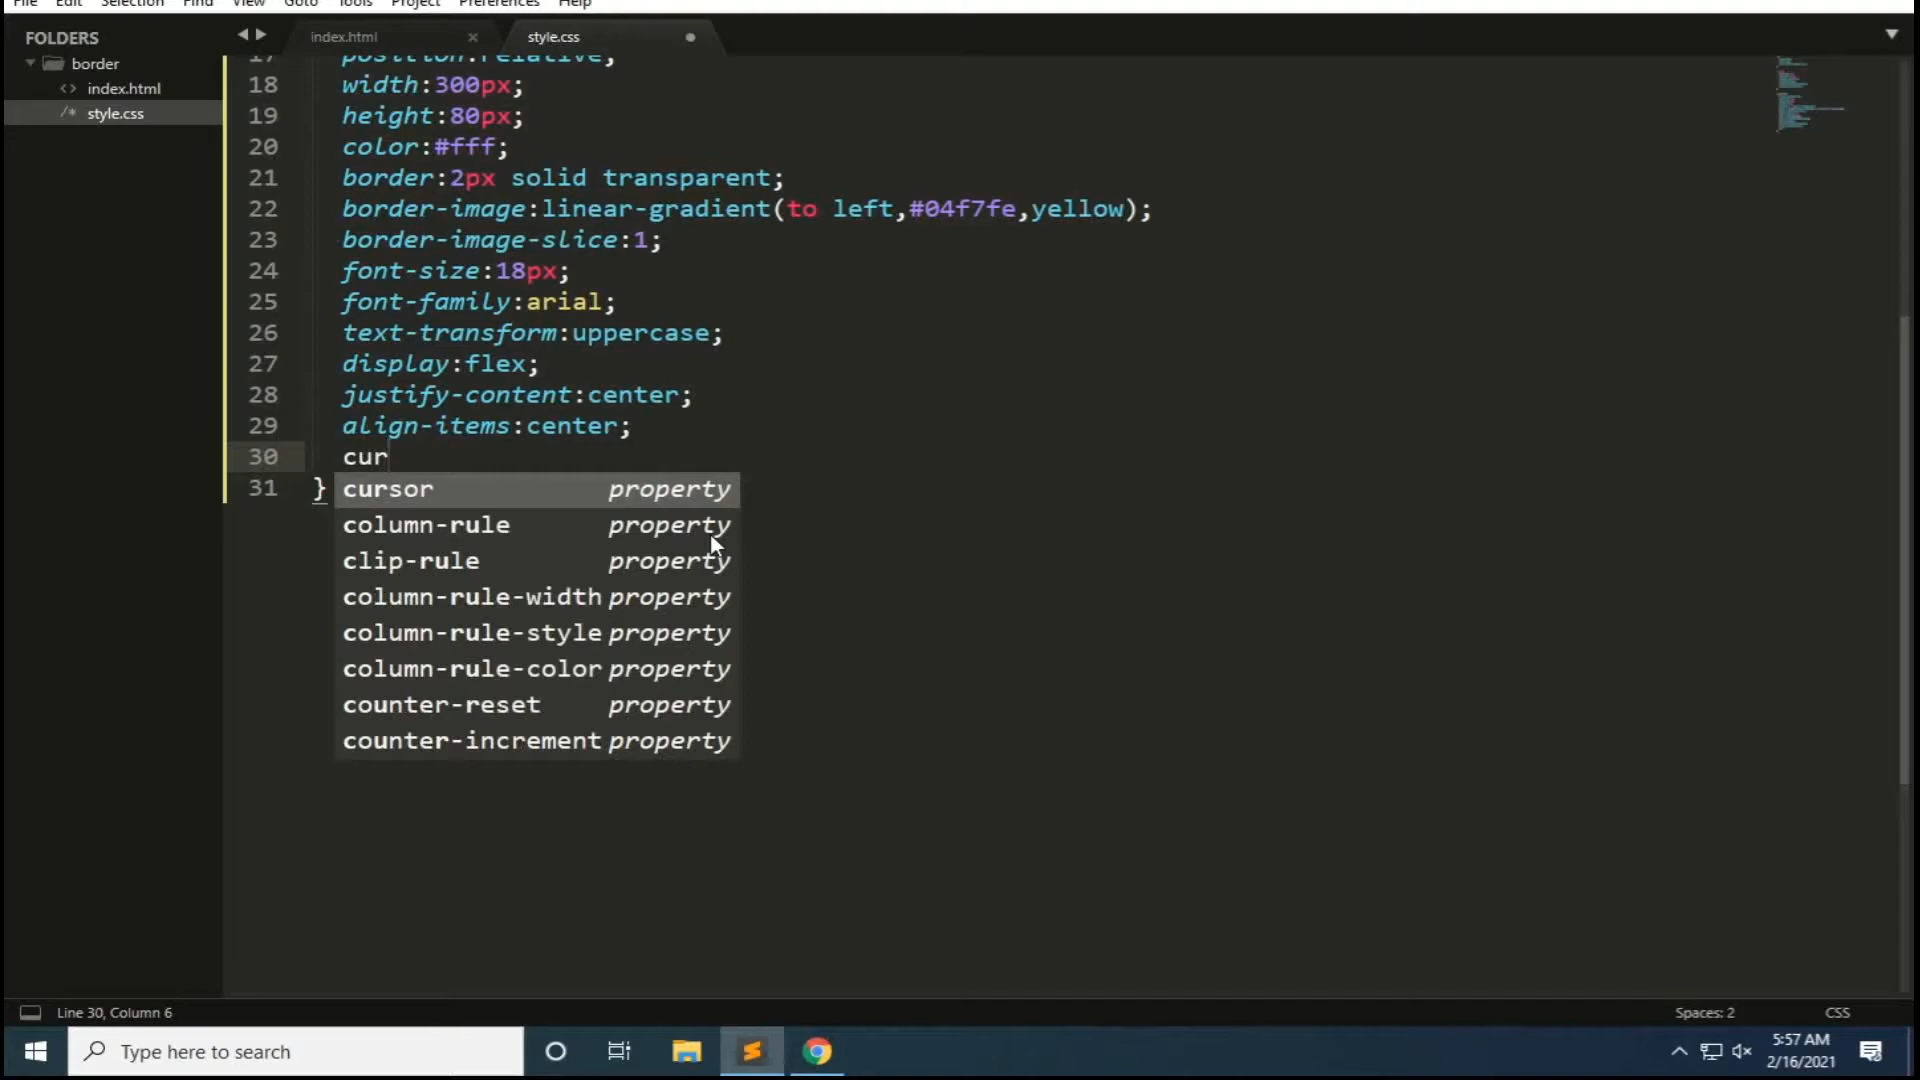 File Edit Selection Find View Goto Tools Project Preferences Help
FOLDERS
border
<> index.html
/* style.css
index.html ×
style.css
17 position:relative;
18 width:300px;
19 height:80px;
20 color:#fff;
21 border:2px solid transparent;
22 border-image:linear-gradient(to left,#04f7fe,yellow);
23 border-image-slice:1;
24 font-size:18px;
25 font-family:arial;
26 text-transform:uppercase;
27 display:flex;
28 justify-content:center;
29 align-items:center;
30 cur
31 }
cursor property
column-rule property
clip-rule property
column-rule-width property
column-rule-style property
column-rule-color property
counter-reset property
counter-increment property
Line 30, Column 6
Spaces: 2
CSS
Type here to search
5:57 AM
2/16/2021